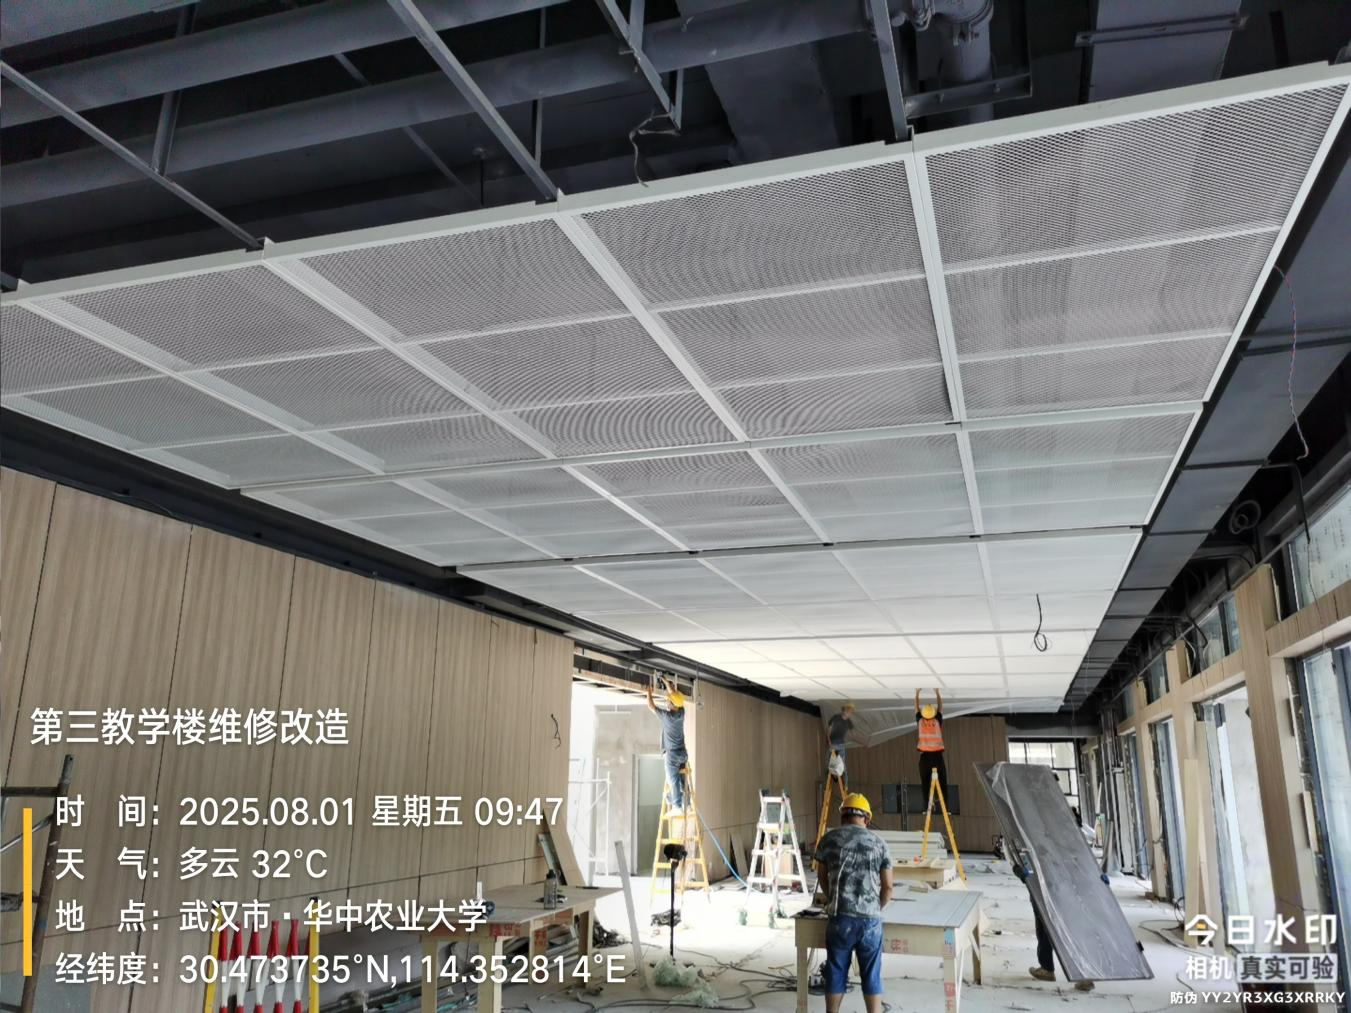 第三教学楼维修改造
时 间：2025.08.01 星期五 09:47
天 气：多云 32°C
地 点：武汉市·华中农业大学
经纬度：30.473735°N,114.352814°E
今日水印
相机 真实可验
防伪 YY2YR3XG3XRRKY